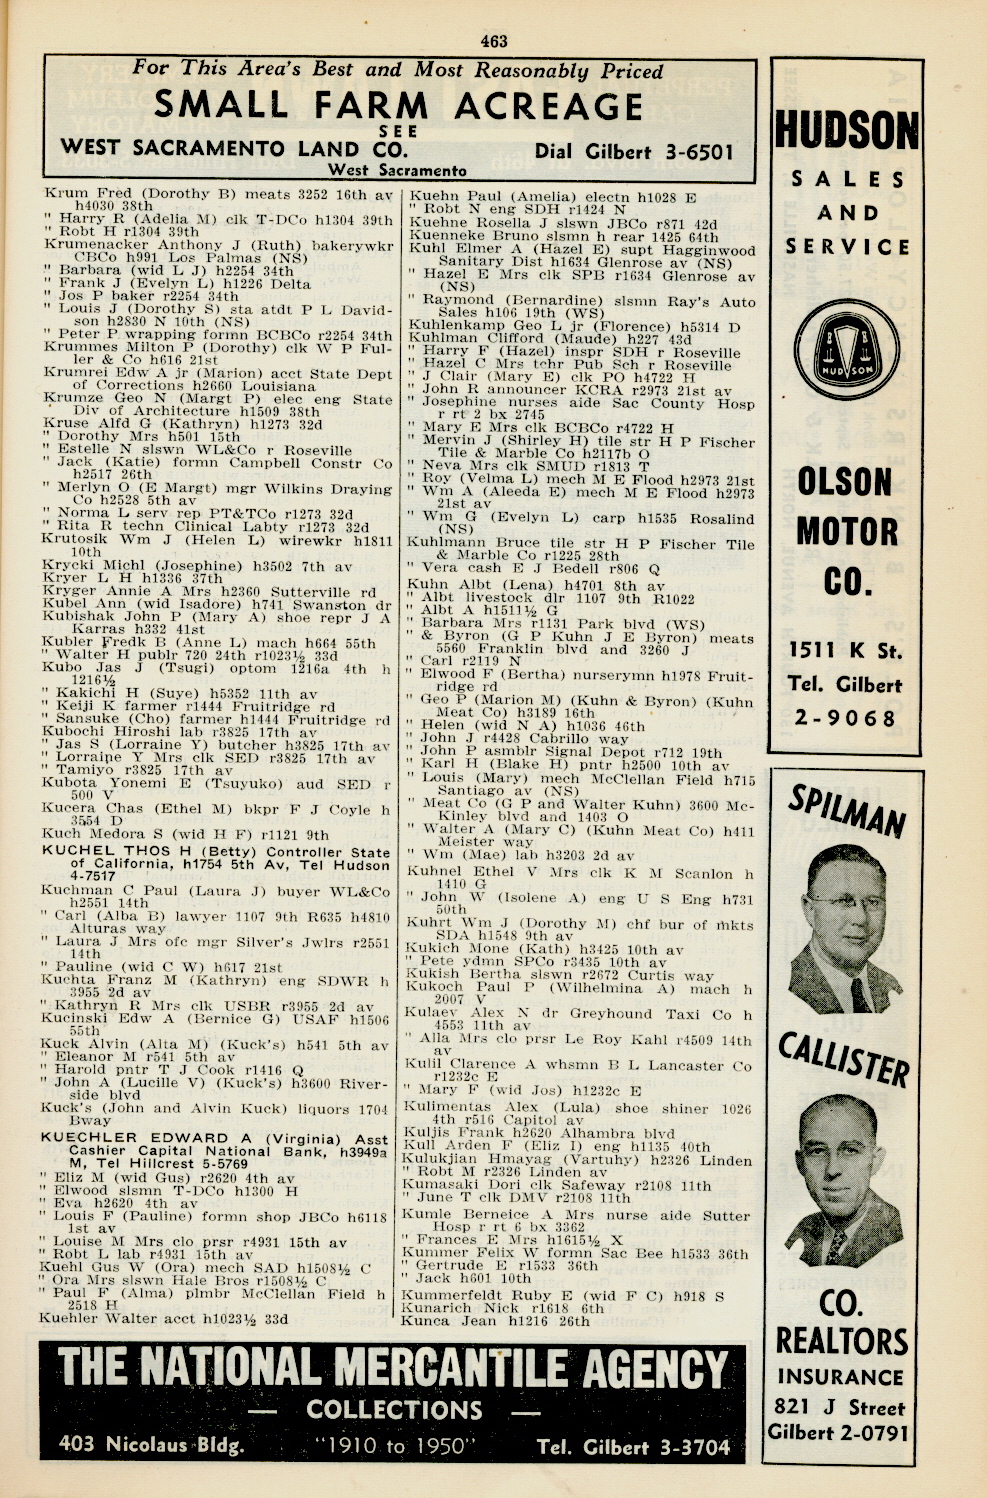 463
For This Area's Best and Most Reasonably Priced
SMALL FARM ACREAGE
SEE
WEST SACRAMENTO LAND CO. Dial Gilbert 3-6501
West Sacramento
Krum Fred (Dorothy B) meats 3252 16th av
h4030 38th
" Harry R (Adelia M) clk T-DCo h1304 39th
" Robt H r1304 39th
Krumenacker Anthony J (Ruth) bakerywkr
CBCo h991 Los Palmas (NS)
" Barbara (wid L J) h2254 34th
" Frank J (Evelyn L) h1226 Delta
" Jos P baker r2254 34th
" Louis J (Dorothy S) sta atdt P L David-
son h2830 N 10th (NS)
" Peter P wrapping formn BCBCo r2254 34th
Krummes Milton P (Dorothy) clk W P Ful-
ler & Co h616 21st
Krumrei Edw A jr (Marion) acct State Dept
of Corrections h2660 Louisiana
Krumze Geo N (Margt P) elec eng State
Div of Architecture h1509 38th
Kruse Alfd G (Kathryn) h1273 32d
" Dorothy Mrs h501 15th
" Estelle N slswn WL&Co r Roseville
" Jack (Katie) formn Campbell Constr Co
h2517 26th
" Merlyn O (E Margt) mgr Wilkins Draying
Co h2528 5th av
" Norma L serv rep PT&TCo r1273 32d
" Rita R techn Clinical Labty r1273 32d
Krutosik Wm J (Helen L) wirewkr h1811
10th
Krycki Michl (Josephine) h3502 7th av
Kryer L H h1336 37th
Kryger Annie A Mrs h2360 Sutterville rd
Kubel Ann (wid Isadore) h741 Swanston dr
Kubishak John P (Mary A) shoe repr J A
Karras h332 41st
Kubler Fredk B (Anne L) mach h664 55th
" Walter H publr 720 24th r1023½ 33d
Kubo Jas J (Tsugi) optom 1216a 4th h
1216½
" Kakichi H (Suye) h5352 11th av
" Keiji K farmer r1444 Fruitridge rd
" Sansuke (Cho) farmer h1444 Fruitridge rd
Kubochi Hiroshi lab r3825 17th av
" Jas S (Lorraine Y) butcher h3825 17th av
" Lorraine Y Mrs clk SED r3825 17th av
" Tamiyo r3825 17th av
Kubota Yonemi E (Tsuyuko) aud SED r
500 V
Kucera Chas (Ethel M) bkpr F J Coyle h
3554 D
Kuch Medora S (wid H F) r1121 9th
KUCHEL THOS H (Betty) Controller State
of California, h1754 5th Av, Tel Hudson
4-7517
Kuchman C Paul (Laura J) buyer WL&Co
h2551 14th
" Carl (Alba B) lawyer 1107 9th R635 h4810
Alturas way
" Laura J Mrs ofc mgr Silver's Jwlrs r2551
14th
" Pauline (wid C W) h617 21st
Kuchta Franz M (Kathryn) eng SDWR h
3955 2d av
" Kathryn R Mrs clk USBR r3955 2d av
Kucinski Edw A (Bernice G) USAF h1506
55th
Kuck Alvin (Alta M) (Kuck's) h541 5th av
" Eleanor M r541 5th av
" Harold pntr T J Cook r1416 Q
" John A (Lucille V) (Kuck's) h3600 River-
side blvd
Kuck's (John and Alvin Kuck) liquors 1704
Bway
KUECHLER EDWARD A (Virginia) Asst
Cashier Capital National Bank, h3949a
M, Tel Hillcrest 5-5769
" Eliz M (wid Gus) r2620 4th av
" Elwood slsmn T-DCo h1300 H
" Eva h2620 4th av
" Louis F (Pauline) formn shop JBCo h6118
1st av
" Louise M Mrs clo prsr r4931 15th av
" Robt L lab r4931 15th av
Kuehl Gus W (Ora) mech SAD h1508½ C
" Ora Mrs slswn Hale Bros r1508½ C
" Paul F (Alma) plmbr McClellan Field h
2518 H
Kuehler Walter acct h1023½ 33d
Kuehn Paul (Amelia) electn h1028 E
" Robt N eng SDH r1424 N
Kuehne Rosella J slswn JBCo r871 42d
Kuenneke Bruno slsmn h rear 1425 64th
Kuhl Elmer A (Hazel E) supt Hagginwood
Sanitary Dist h1634 Glenrose av (NS)
" Hazel E Mrs clk SPB r1634 Glenrose av
(NS)
" Raymond (Bernardine) slsmn Ray's Auto
Sales h106 19th (WS)
Kuhlenkamp Geo L jr (Florence) h5314 D
Kuhlman Clifford (Maude) h227 43d
" Harry F (Hazel) inspr SDH r Roseville
" Hazel C Mrs tchr Pub Sch r Roseville
" J Clair (Mary E) clk PO h4722 H
" John R announcer KCRA r2973 21st av
" Josephine nurses aide Sac County Hosp
r rt 2 bx 2745
" Mary E Mrs clk BCBCo r4722 H
" Mervin J (Shirley H) tile str H P Fischer
Tile & Marble Co h2117b O
" Neva Mrs clk SMUD r1813 T
" Roy (Velma L) mech M E Flood h2973 21st
" Wm A (Aleeda E) mech M E Flood h2973
21st av
" Wm G (Evelyn L) carp h1535 Rosalind
(NS)
Kuhlmann Bruce tile str H P Fischer Tile
& Marble Co r1225 28th
" Vera cash E J Bedell r806 Q
Kuhn Albt (Lena) h4701 8th av
" Albt livestock dlr 1107 9th R1022
" Albt A h1511½ G
" Barbara Mrs r1131 Park blvd (WS)
" & Byron (G P Kuhn J E Byron) meats
5560 Franklin blvd and 3260 J
" Carl r2119 N
" Elwood F (Bertha) nurserymn h1978 Fruit-
ridge rd
" Geo P (Marion M) (Kuhn & Byron) (Kuhn
Meat Co) h3189 16th
" Helen (wid N A) h1036 46th
" John J r4428 Cabrillo way
" John P asmblr Signal Depot r712 19th
" Karl H (Blake H) pntr h2500 10th av
" Louis (Mary) mech McClellan Field h715
Santiago av (NS)
" Meat Co (G P and Walter Kuhn) 3600 Mc-
Kinley blvd and 1403 O
" Walter A (Mary C) (Kuhn Meat Co) h411
Meister way
" Wm (Mae) lab h3203 2d av
Kuhnel Ethel V Mrs clk K M Scanlon h
1410 G
" John W (Isolene A) eng U S Eng h731
50th
Kuhrt Wm J (Dorothy M) chf bur of mkts
SDA h1548 9th av
Kukich Mone (Kath) h3425 10th av
" Pete ydmn SPCo r3435 10th av
Kukish Bertha slswn r2672 Curtis way
Kukoch Paul P (Wilhelmina A) mach h
2007 V
Kulaev Alex N dr Greyhound Taxi Co h
4553 11th av
" Alla Mrs clo prsr Le Roy Kahl r4509 14th
av
Kulil Clarence A whsmn B L Lancaster Co
r1232c E
" Mary F (wid Jos) h1232c E
Kulimentas Alex (Lula) shoe shiner 1026
4th r516 Capitol av
Kuljis Frank h2620 Alhambra blvd
Kull Arden F (Eliz I) eng h1135 40th
Kulukjian Hmayag (Vartuhy) h2326 Linden
" Robt M r2326 Linden av
Kumasaki Dori clk Safeway r2108 11th
" June T clk DMV r2108 11th
Kumle Berneice A Mrs nurse aide Sutter
Hosp r rt 6 bx 3362
" Frances E Mrs h1615½ X
Kummer Felix W formn Sac Bee h1533 36th
" Gertrude E r1533 36th
" Jack h601 10th
Kummerfeldt Ruby E (wid F C) h918 S
Kunarich Nick r1618 6th
Kunca Jean h1216 26th
HUDSON
SALES
AND
SERVICE
HUDSON
OLSON
MOTOR
CO.
1511 K St.
Tel. Gilbert
2-9068
SPILMAN
CALLISTER
CO.
REALTORS
INSURANCE
821 J Street
Gilbert 2-0791
THE NATIONAL MERCANTILE AGENCY
— COLLECTIONS —
403 Nicolaus Bldg. "1910 to 1950" Tel. Gilbert 3-3704